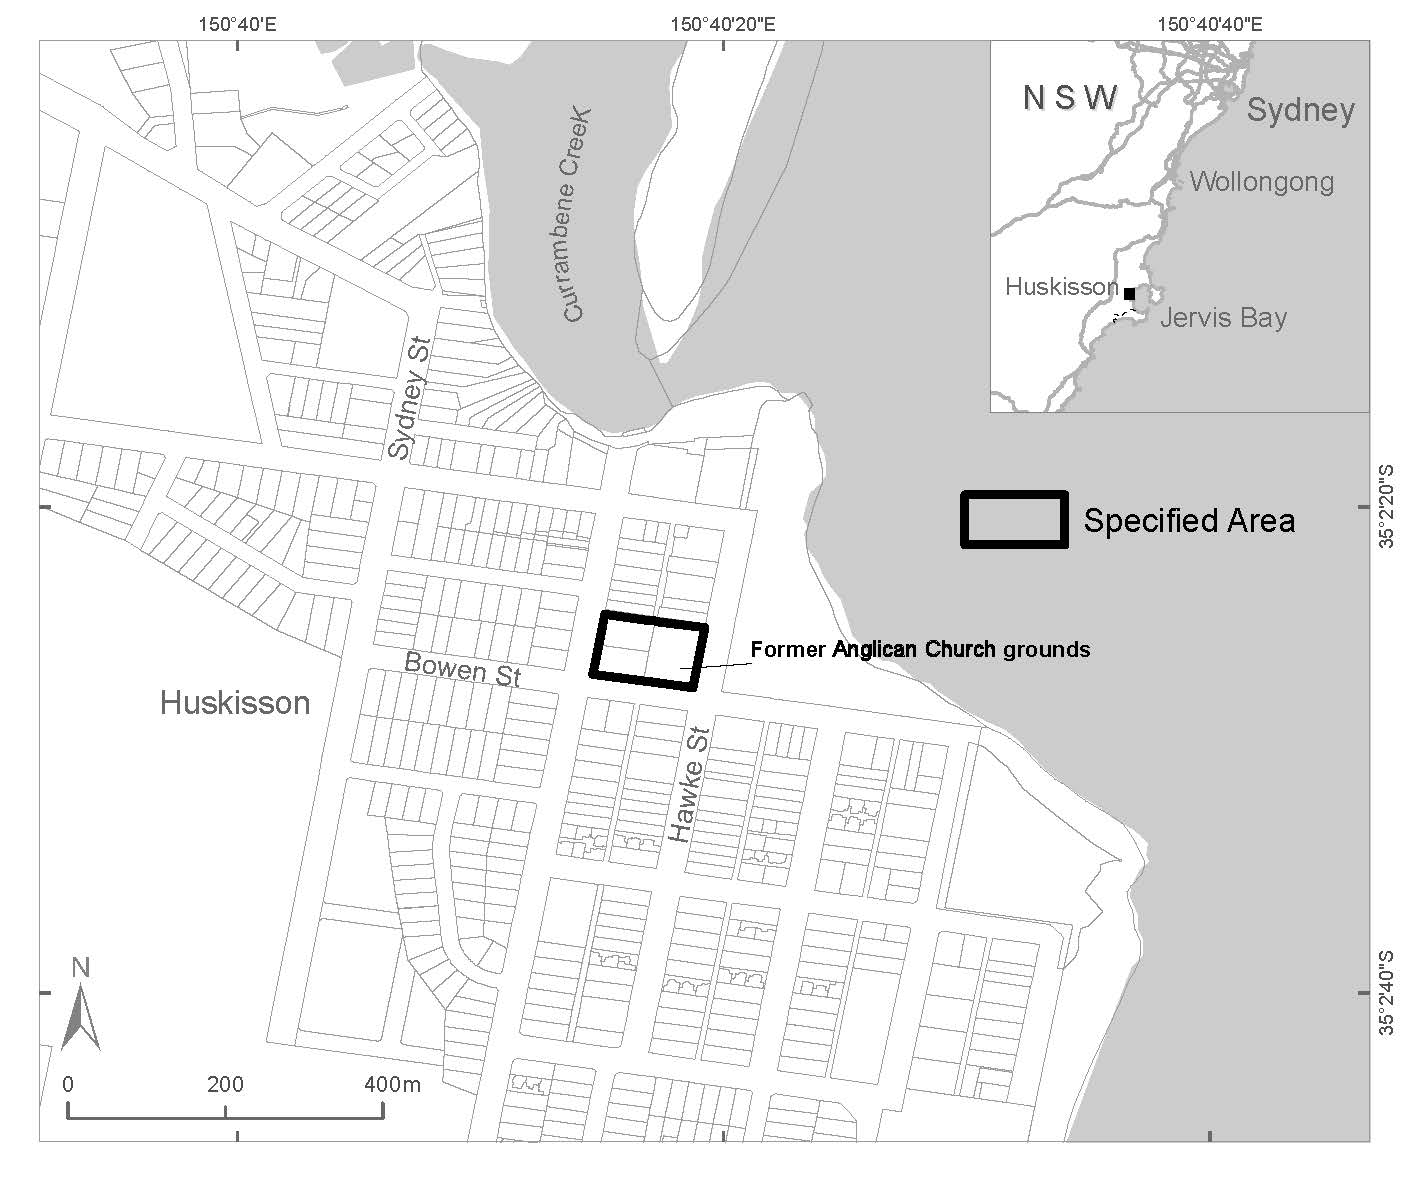 150°40'E
150°40'20"E
150°40'40"E
N S W
Sydney
Wollongong
Huskisson
Jervis Bay
Currambene Creek
Sydney St
35°2'20"S
Specified Area
Former Anglican Church grounds
Bowen St
Huskisson
Hawke St
35°2'40"S
N
0 200 400m